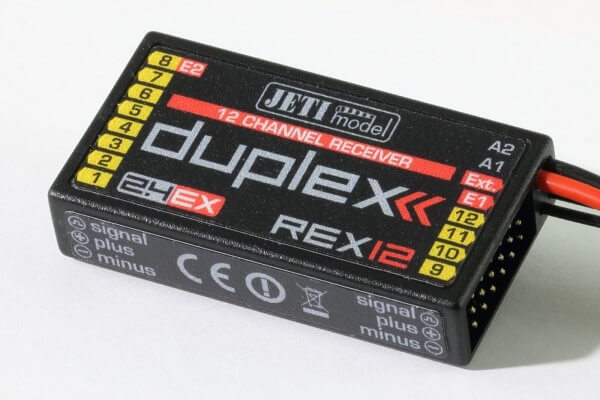 8 E2
7
6
5
4
3
2
1
JETI model
12 CHANNEL RECEIVER
duplex
2.4EX
REX12
A2
A1
Ext.
E1
12
11
10
9
signal
plus
minus
CE
signal
plus
minus